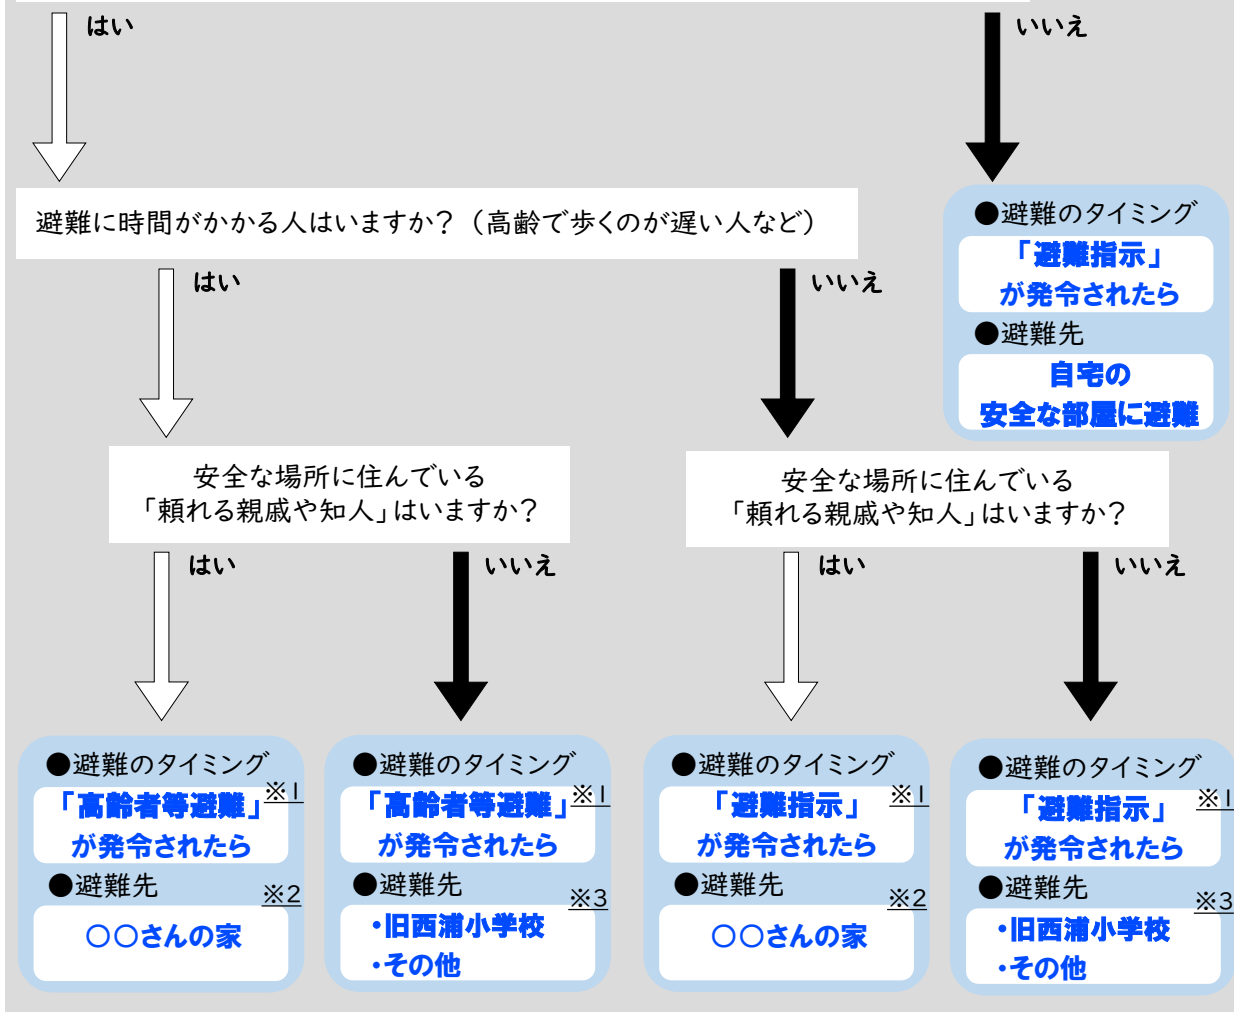 はい
いいえ
避難に時間がかかる人はいますか?(高齢で歩くのが遅い人など)
●避難のタイミング
「避難指示」
が発令されたら
●避難先
自宅の
安全な部屋に避難
はい
いいえ
安全な場所に住んでいる
「頼れる親戚や知人」はいますか?
安全な場所に住んでいる
「頼れる親戚や知人」はいますか?
はい
いいえ
はい
いいえ
●避難のタイミング
「高齢者等避難」※1
が発令されたら
●避難先
※2
○○さんの家
●避難のタイミング
「高齢者等避難」※1
が発令されたら
●避難先
※3
・旧西浦小学校
・その他
●避難のタイミング
「避難指示」 ※1
が発令されたら
●避難先
※2
○○さんの家
●避難のタイミング
「避難指示」 ※1
が発令されたら
●避難先
※3
・旧西浦小学校
・その他